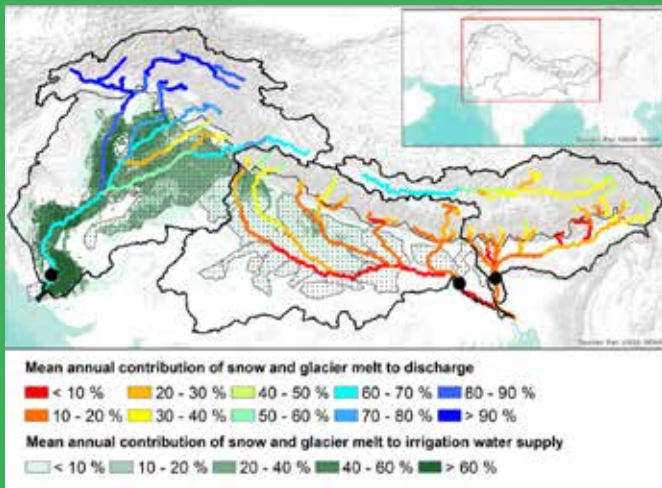 Mean annual contribution of snow and glacier melt to discharge
< 10 % 20 - 30 % 40 - 50 % 60 - 70 % 80 - 90 %
10 - 20 % 30 - 40 % 50 - 60 % 70 - 80 % > 90 %
Mean annual contribution of snow and glacier melt to irrigation water supply
< 10 % 10 - 20 % 20 - 40 % 40 - 60 % > 60 %